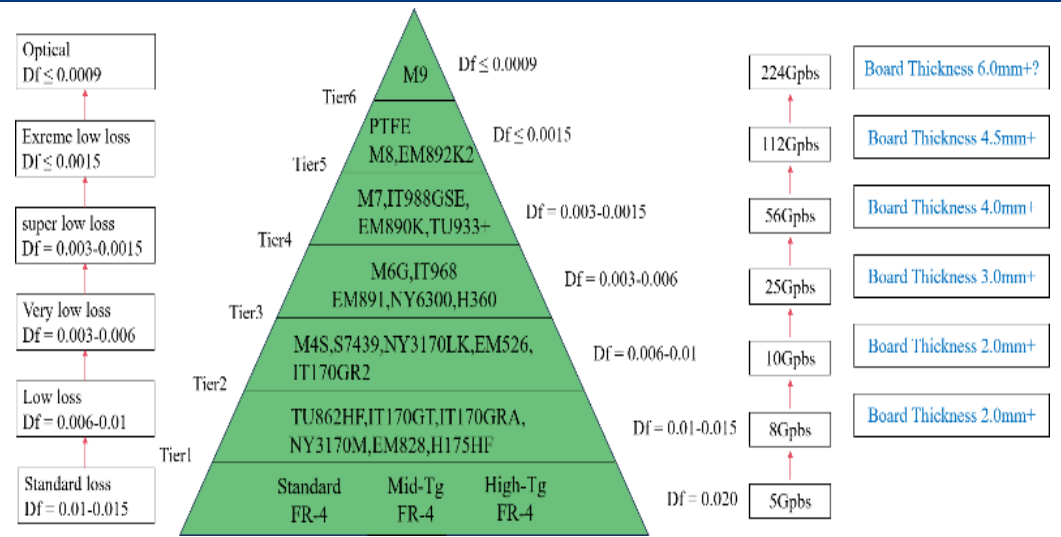 Optical
Df ≤ 0.0009
Exreme low loss
Df ≤ 0.0015
super low loss
Df = 0.003-0.0015
Very low loss
Df = 0.003-0.006
Low loss
Df = 0.006-0.01
Standard loss
Df = 0.01-0.015
Tier6
Tier5
Tier4
Tier3
Tier2
Tier1
M9
PTFE
M8,EM892K2
M7,IT988GSE,
EM890K,TU933+
M6G,IT968
EM891,NY6300,H360
M4S,S7439,NY3170LK,EM526,
IT170GR2
TU862HF,IT170GT,IT170GRA,
NY3170M,EM828,H175HF
Standard
FR-4
Mid-Tg
FR-4
High-Tg
FR-4
Df ≤ 0.0009
Df ≤ 0.0015
Df = 0.003-0.0015
Df = 0.003-0.006
Df = 0.006-0.01
Df = 0.01-0.015
Df = 0.020
224Gpbs
112Gpbs
56Gpbs
25Gpbs
10Gpbs
8Gpbs
5Gpbs
Board Thickness 6.0mm+?
Board Thickness 4.5mm+
Board Thickness 4.0mm+
Board Thickness 3.0mm+
Board Thickness 2.0mm+
Board Thickness 2.0mm+